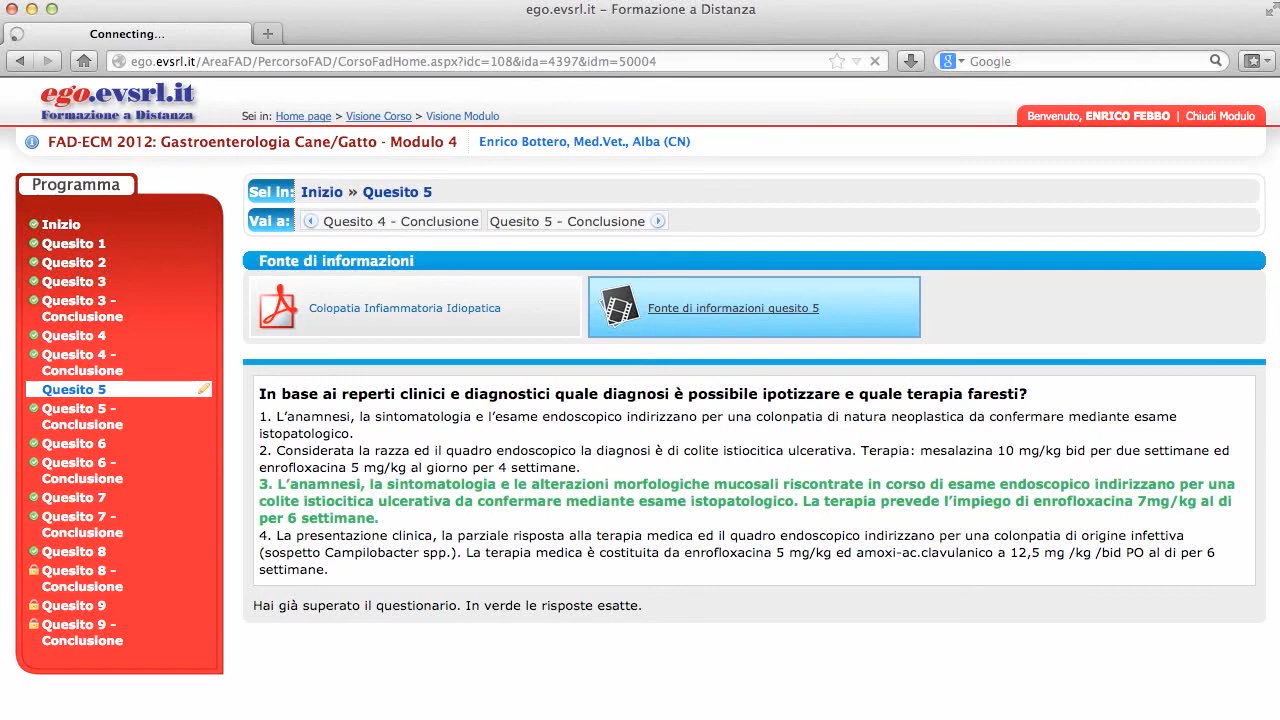 ego.evsrl.it – Formazione a Distanza
Connecting...
ego.evsrl.it/AreaFAD/PercorsoFAD/CorsoFadHome.aspx?idc=108&ida=4397&idm=50004
Google
ego.evsrl.it
Formazione a Distanza
Sei in: Home page > Visione Corso > Visione Modulo
Benvenuto, ENRICO FEBBO | Chiudi Modulo
FAD-ECM 2012: Gastroenterologia Cane/Gatto - Modulo 4
Enrico Bottero, Med.Vet., Alba (CN)
Programma
Inizio
Quesito 1
Quesito 2
Quesito 3
Quesito 3 -
Conclusione
Quesito 4
Quesito 4 -
Conclusione
Quesito 5
Quesito 5 -
Conclusione
Quesito 6
Quesito 6 -
Conclusione
Quesito 7
Quesito 7 -
Conclusione
Quesito 8
Quesito 8 -
Conclusione
Quesito 9
Quesito 9 -
Conclusione
Sei in: Inizio » Quesito 5
Vai a: Quesito 4 - Conclusione Quesito 5 - Conclusione
Fonte di informazioni
Colopatia Infiammatoria Idiopatica
Fonte di informazioni quesito 5
In base ai reperti clinici e diagnostici quale diagnosi è possibile ipotizzare e quale terapia faresti?
1. L’anamnesi, la sintomatologia e l’esame endoscopico indirizzano per una colonpatia di natura neoplastica da confermare mediante esame
istopatologico.
2. Considerata la razza ed il quadro endoscopico la diagnosi è di colite istiocitica ulcerativa. Terapia: mesalazina 10 mg/kg bid per due settimane ed
enrofloxacina 5 mg/kg al giorno per 4 settimane.
3. L’anamnesi, la sintomatologia e le alterazioni morfologiche mucosali riscontrate in corso di esame endoscopico indirizzano per una
colite istiocitica ulcerativa da confermare mediante esame istopatologico. La terapia prevede l’impiego di enrofloxacina 7mg/kg al di
per 6 settimane.
4. La presentazione clinica, la parziale risposta alla terapia medica ed il quadro endoscopico indirizzano per una colonpatia di origine infettiva
(sospetto Campilobacter spp.). La terapia medica è costituita da enrofloxacina 5 mg/kg ed amoxi-ac.clavulanico a 12,5 mg /kg /bid PO al di per 6
settimane.
Hai già superato il questionario. In verde le risposte esatte.